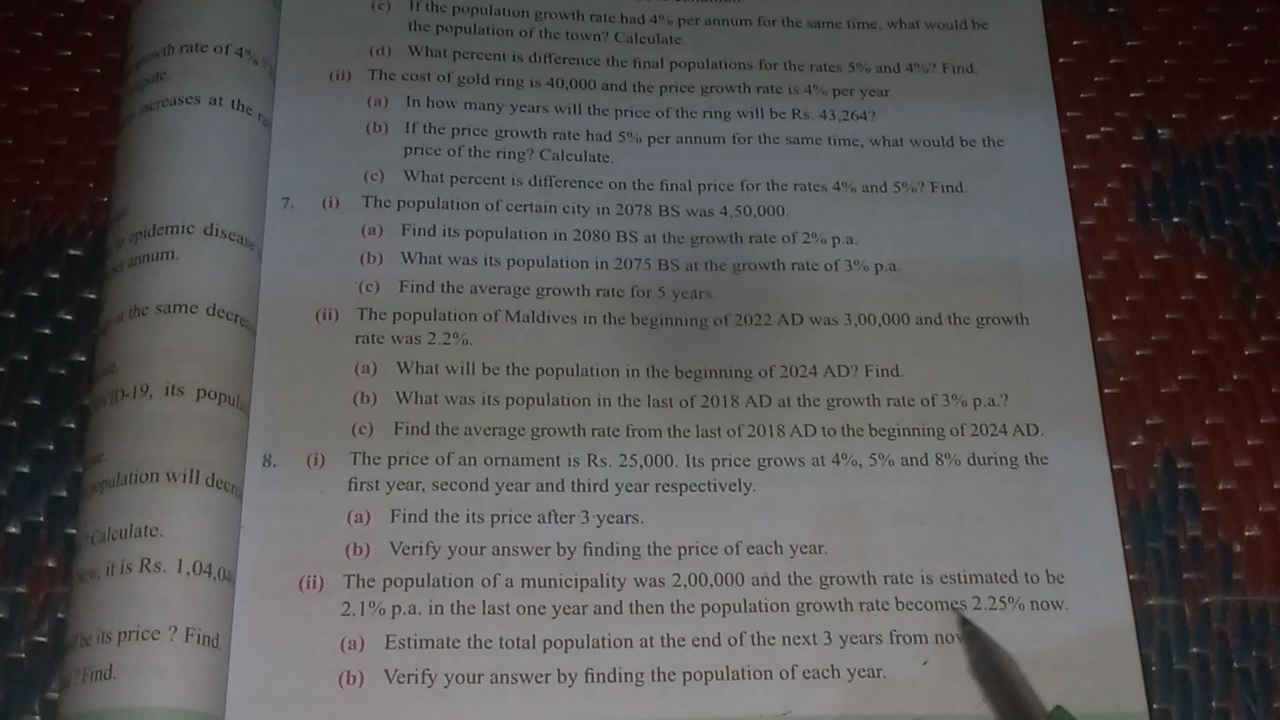 (c) If the population growth rate had 4% per annum for the same time, what would be
the population of the town? Calculate.
(d) What percent is difference the final populations for the rates 5% and 4%? Find.
(ii) The cost of gold ring is 40,000 and the price growth rate is 4% per year.
(a) In how many years will the price of the ring will be Rs. 43,264?
(b) If the price growth rate had 5% per annum for the same time, what would be the
price of the ring? Calculate.
(c) What percent is difference on the final price for the rates 4% and 5%? Find.
7. (i) The population of certain city in 2078 BS was 4,50,000.
(a) Find its population in 2080 BS at the growth rate of 2% p.a.
(b) What was its population in 2075 BS at the growth rate of 3% p.a.
(c) Find the average growth rate for 5 years.
(ii) The population of Maldives in the beginning of 2022 AD was 3,00,000 and the growth
rate was 2.2%.
(a) What will be the population in the beginning of 2024 AD? Find.
(b) What was its population in the last of 2018 AD at the growth rate of 3% p.a.?
(c) Find the average growth rate from the last of 2018 AD to the beginning of 2024 AD.
8. (i) The price of an ornament is Rs. 25,000. Its price grows at 4%, 5% and 8% during the
first year, second year and third year respectively.
(a) Find the its price after 3 years.
(b) Verify your answer by finding the price of each year.
(ii) The population of a municipality was 2,00,000 and the growth rate is estimated to be
2.1% p.a. in the last one year and then the population growth rate becomes 2.25% now.
(a) Estimate the total population at the end of the next 3 years from
(b) Verify your answer by finding the population of each year.
rate of 4%
increases at the
epidemic disease
annum.
at the same
its
population will
Calculate.
it is Rs. 1,04,0
be its price ? Find.
Find.